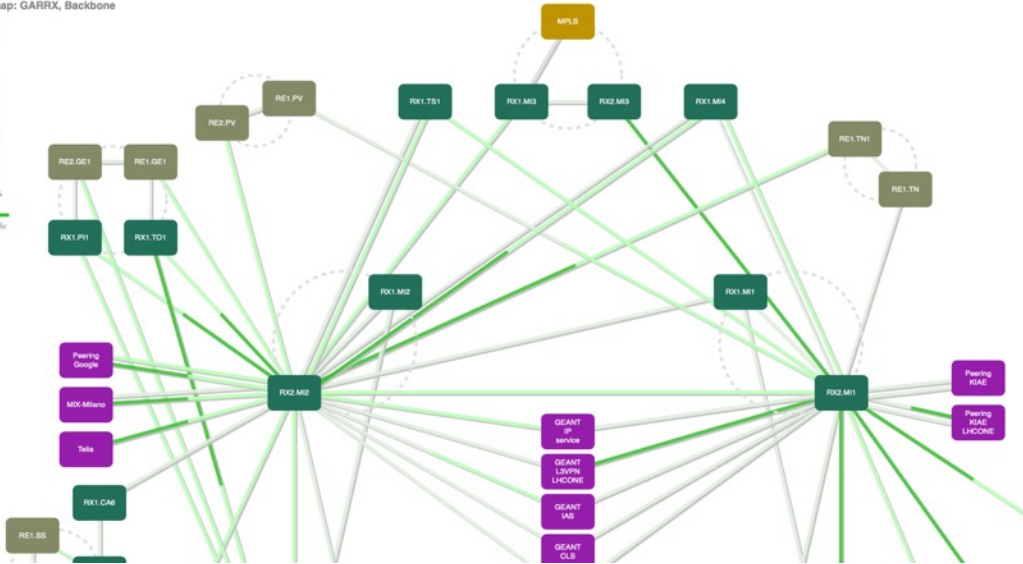 ap: GARRX, Backbone
MPLS
RE1.PV
RE2.PV
RX1.TS1
RX1.MI3
RX2.MI3
RX1.MI4
RE1.TN1
RE1.TN
RE2.GE1
RE1.GE1
RX1.PI1
RX1.TO1
RX1.MI2
RX1.MI1
Peering
Google
MIX-Milano
Telia
RX2.MI2
RX2.MI1
Peering
KIAE
Peering
KIAE
LHCONE
GEANT
IP
service
GEANT
L3VPN
LHCONE
GEANT
IAS
GEANT
CLS
RX1.CA6
RE1.SS